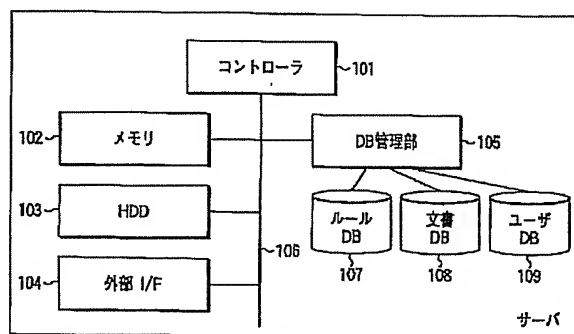 コントローラ
101
102
メモリ
DB管理部
105
103
HDD
ルール
DB
文書
DB
ユーザ
DB
106
107
108
109
104
外部 I/F
サーバ